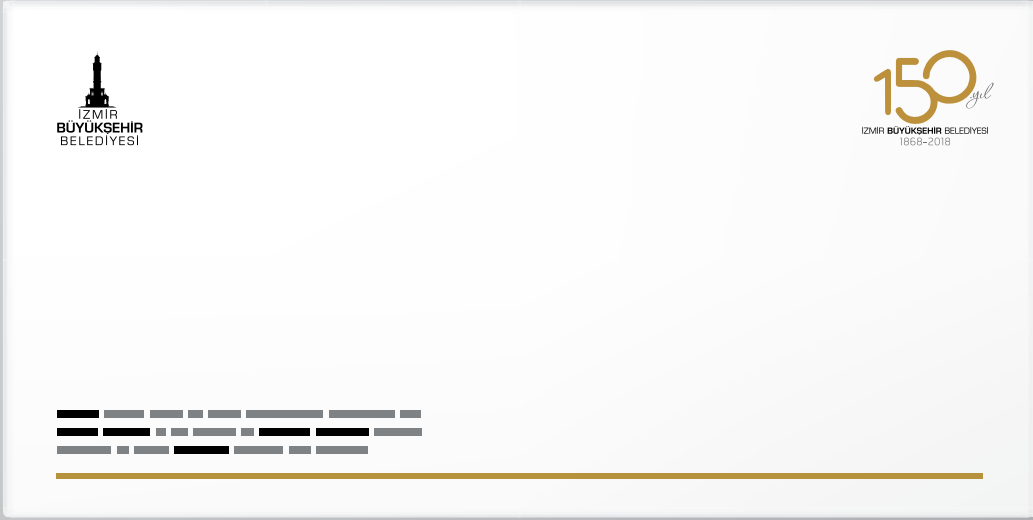 İZMİR
BÜYÜKŞEHİR
BELEDİYESİ
150.yıl
İZMİR BÜYÜKŞEHİR BELEDİYESİ
1868-2018